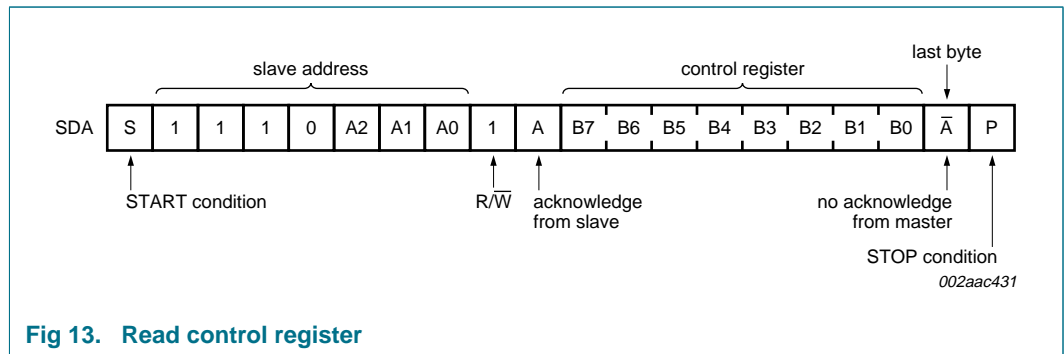 last byte
slave address control register
SDA S 1 1 1 0 A2 A1 A0 1 A B7 B6 B5 B4 B3 B2 B1 B0 A̅ P
START condition R/W̅ acknowledge from slave no acknowledge from master
STOP condition
002aac431
Fig 13. Read control register